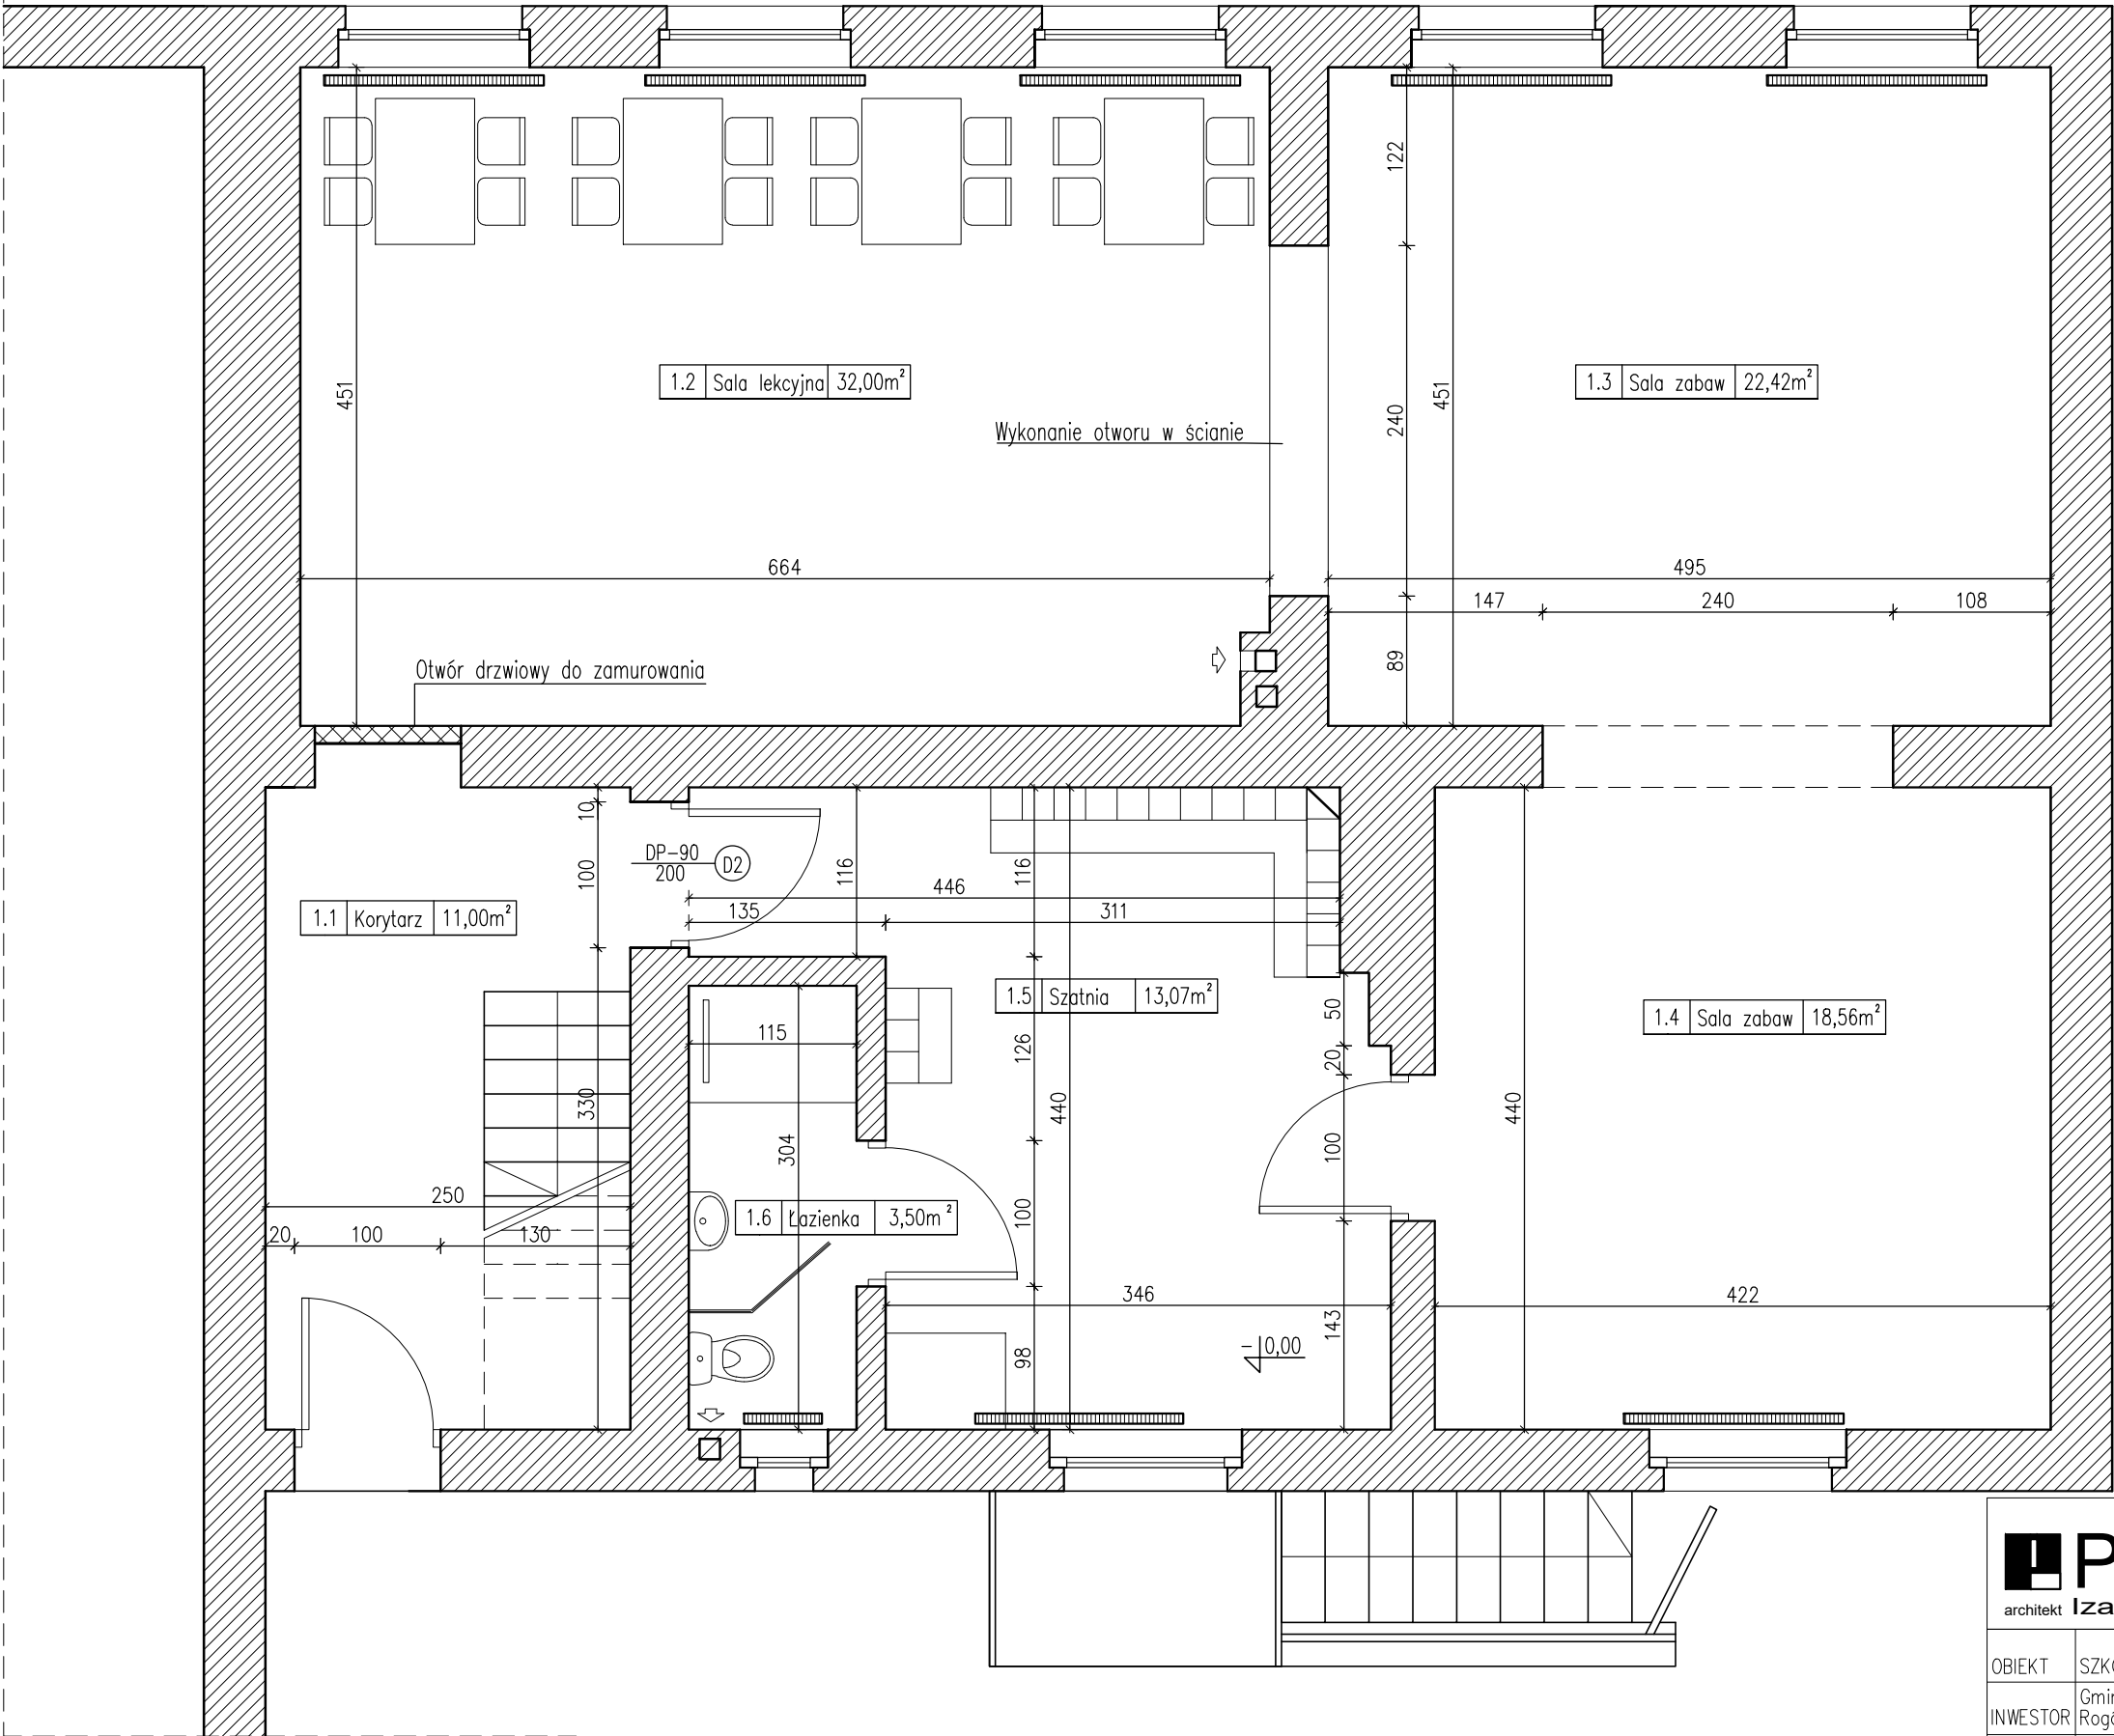 122
451
1.2 Sala lekcyjna 32,00m²
1.3 Sala zabaw 22,42m²
451
240
Wykonanie otworu w ścianie
664
495
147
240
108
89
Otwór drzwiowy do zamurowania
10
100
DP-90
200
D2
116
116
446
135
311
1.1 Korytarz 11,00m²
1.5 Szatnia 13,07m²
1.4 Sala zabaw 18,56m²
50
20
115
126
330
304
440
440
100
250
1.6 Łazienka 3,50m²
100
20
100
130
346
422
143
98
- 0,00
P
architekt Iza
OBIEKT
SZK
INWESTOR
Gmi
Rog